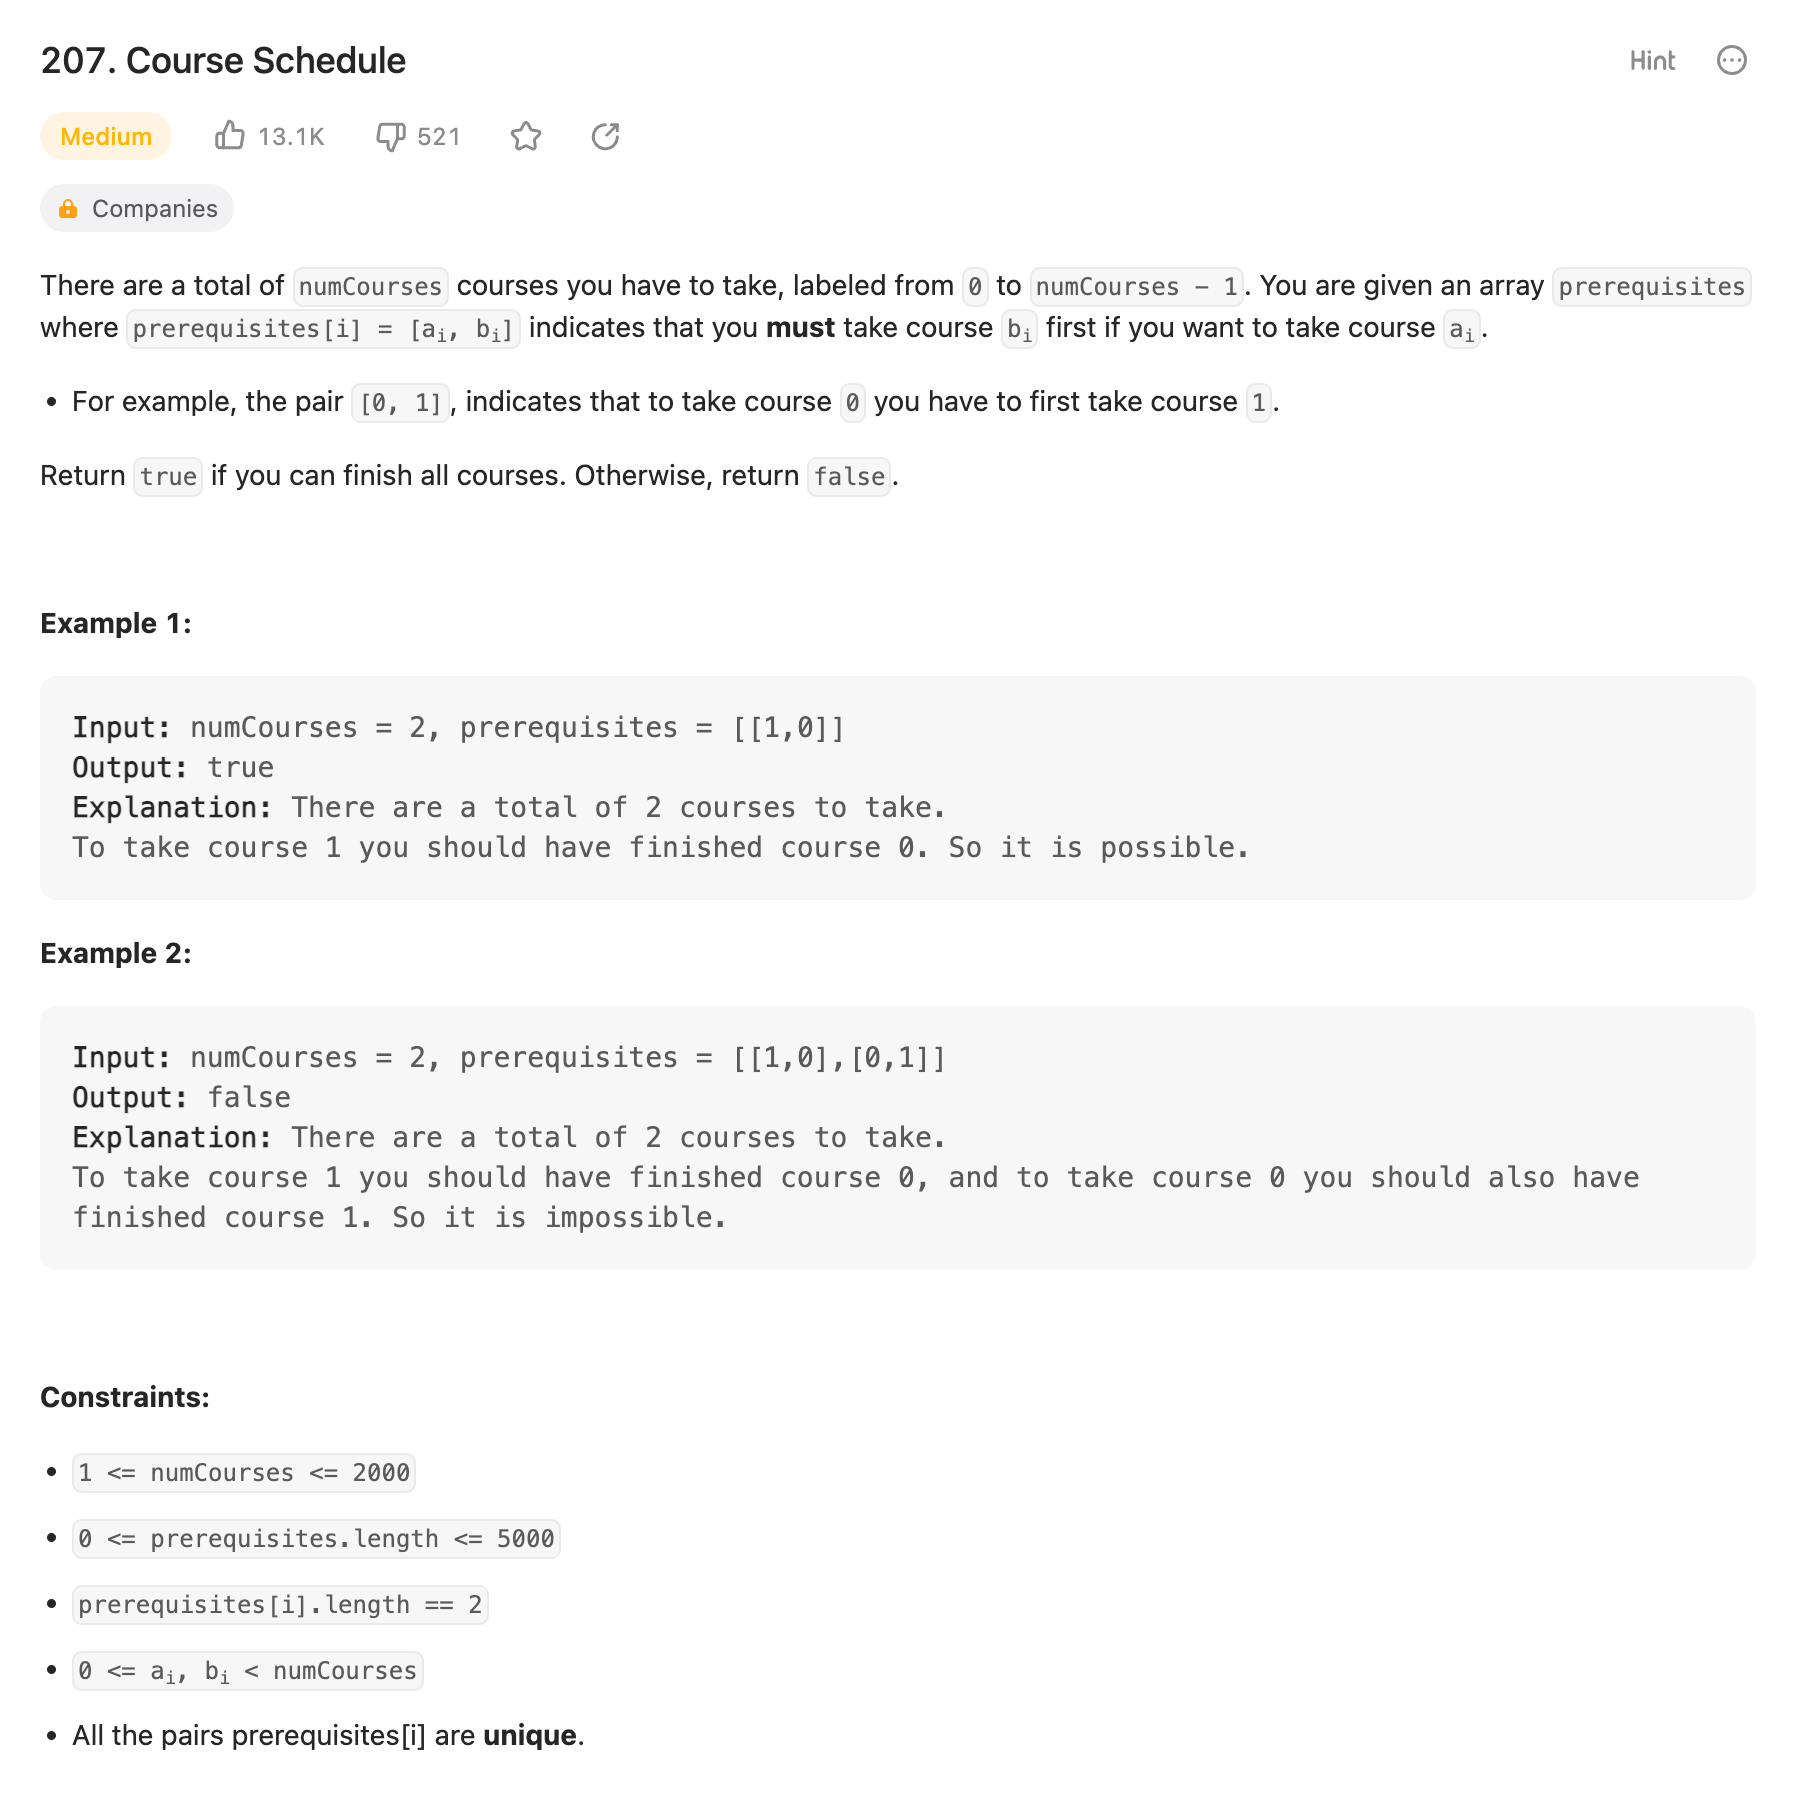 207. Course Schedule
Hint
Medium 13.1K 521
Companies
There are a total of numCourses courses you have to take, labeled from 0 to numCourses - 1. You are given an array prerequisites
where prerequisites[i] = [ai, bi] indicates that you must take course bi first if you want to take course ai.
• For example, the pair [0, 1], indicates that to take course 0 you have to first take course 1.
Return true if you can finish all courses. Otherwise, return false.
Example 1:
Input: numCourses = 2, prerequisites = [[1,0]]
Output: true
Explanation: There are a total of 2 courses to take.
To take course 1 you should have finished course 0. So it is possible.
Example 2:
Input: numCourses = 2, prerequisites = [[1,0],[0,1]]
Output: false
Explanation: There are a total of 2 courses to take.
To take course 1 you should have finished course 0, and to take course 0 you should also have
finished course 1. So it is impossible.
Constraints:
• 1 <= numCourses <= 2000
• 0 <= prerequisites.length <= 5000
• prerequisites[i].length == 2
• 0 <= ai, bi < numCourses
• All the pairs prerequisites[i] are unique.